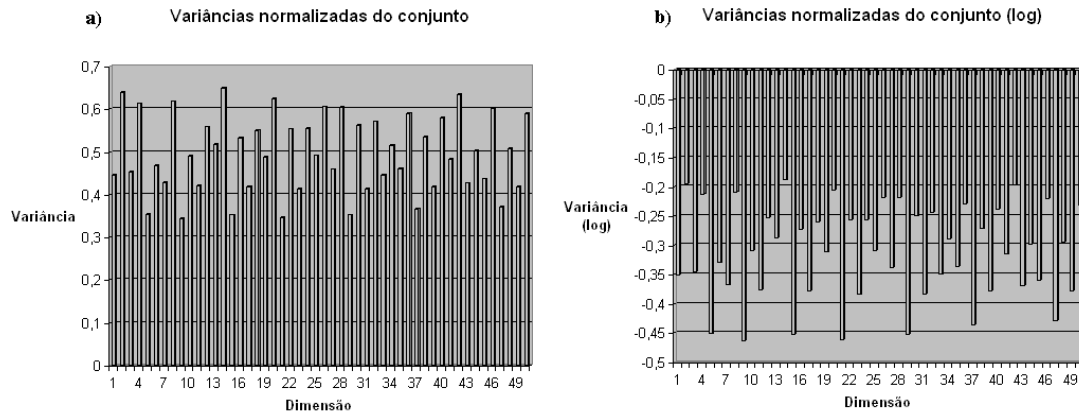 a) Variâncias normalizadas do conjunto
0,7
0,6
0,5
0,4
0,3
0,2
0,1
0
Variância
1 4 7 10 13 16 19 22 25 28 31 34 37 40 43 46 49
Dimensão
b) Variâncias normalizadas do conjunto (log)
0
-0,05
-0,1
-0,15
-0,2
-0,25
-0,3
-0,35
-0,4
-0,45
-0,5
Variância
(log)
1 4 7 10 13 16 19 22 25 28 31 34 37 40 43 46 49
Dimensão